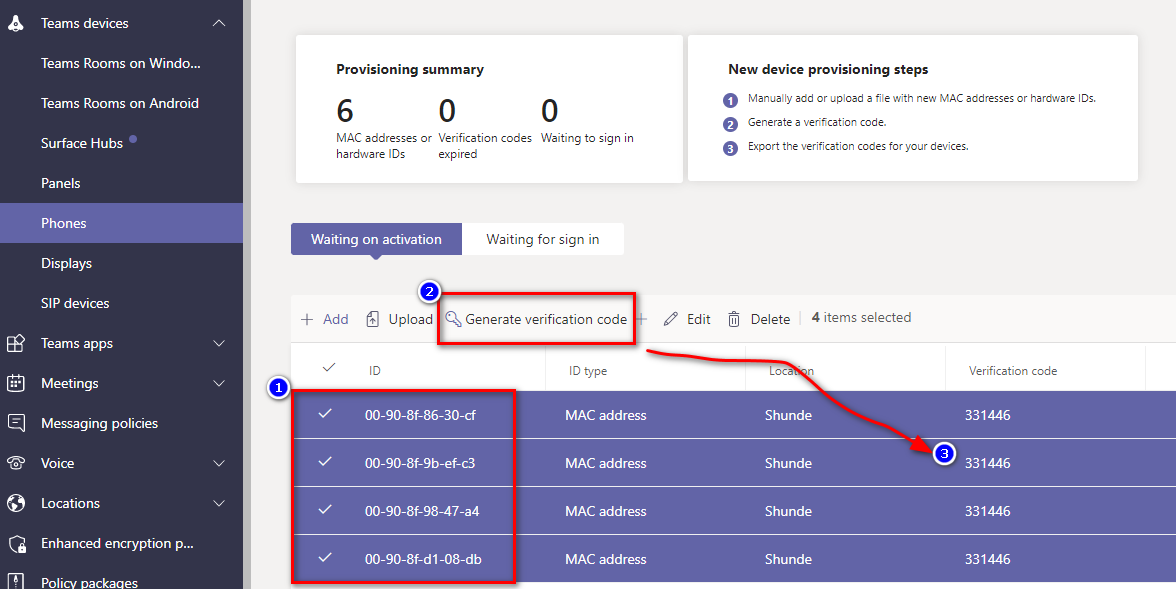 Teams devices
Teams Rooms on Windo...
Teams Rooms on Android
Surface Hubs
Panels
Phones
Displays
SIP devices
Teams apps
Meetings
Messaging policies
Voice
Locations
Enhanced encryption p...
Policy packages
Provisioning summary
6
MAC addresses or
hardware IDs
0
Verification codes
expired
0
Waiting to sign in
New device provisioning steps
1 Manually add or upload a file with new MAC addresses or hardware IDs.
2 Generate a verification code.
3 Export the verification codes for your devices.
Waiting on activation Waiting for sign in
2
Add Upload Generate verification code Edit Delete 4 items selected
ID ID type Location Verification code
1
00-90-8f-86-30-cf MAC address Shunde 331446
00-90-8f-9b-ef-c3 MAC address Shunde 3 331446
00-90-8f-98-47-a4 MAC address Shunde 331446
00-90-8f-d1-08-db MAC address Shunde 331446